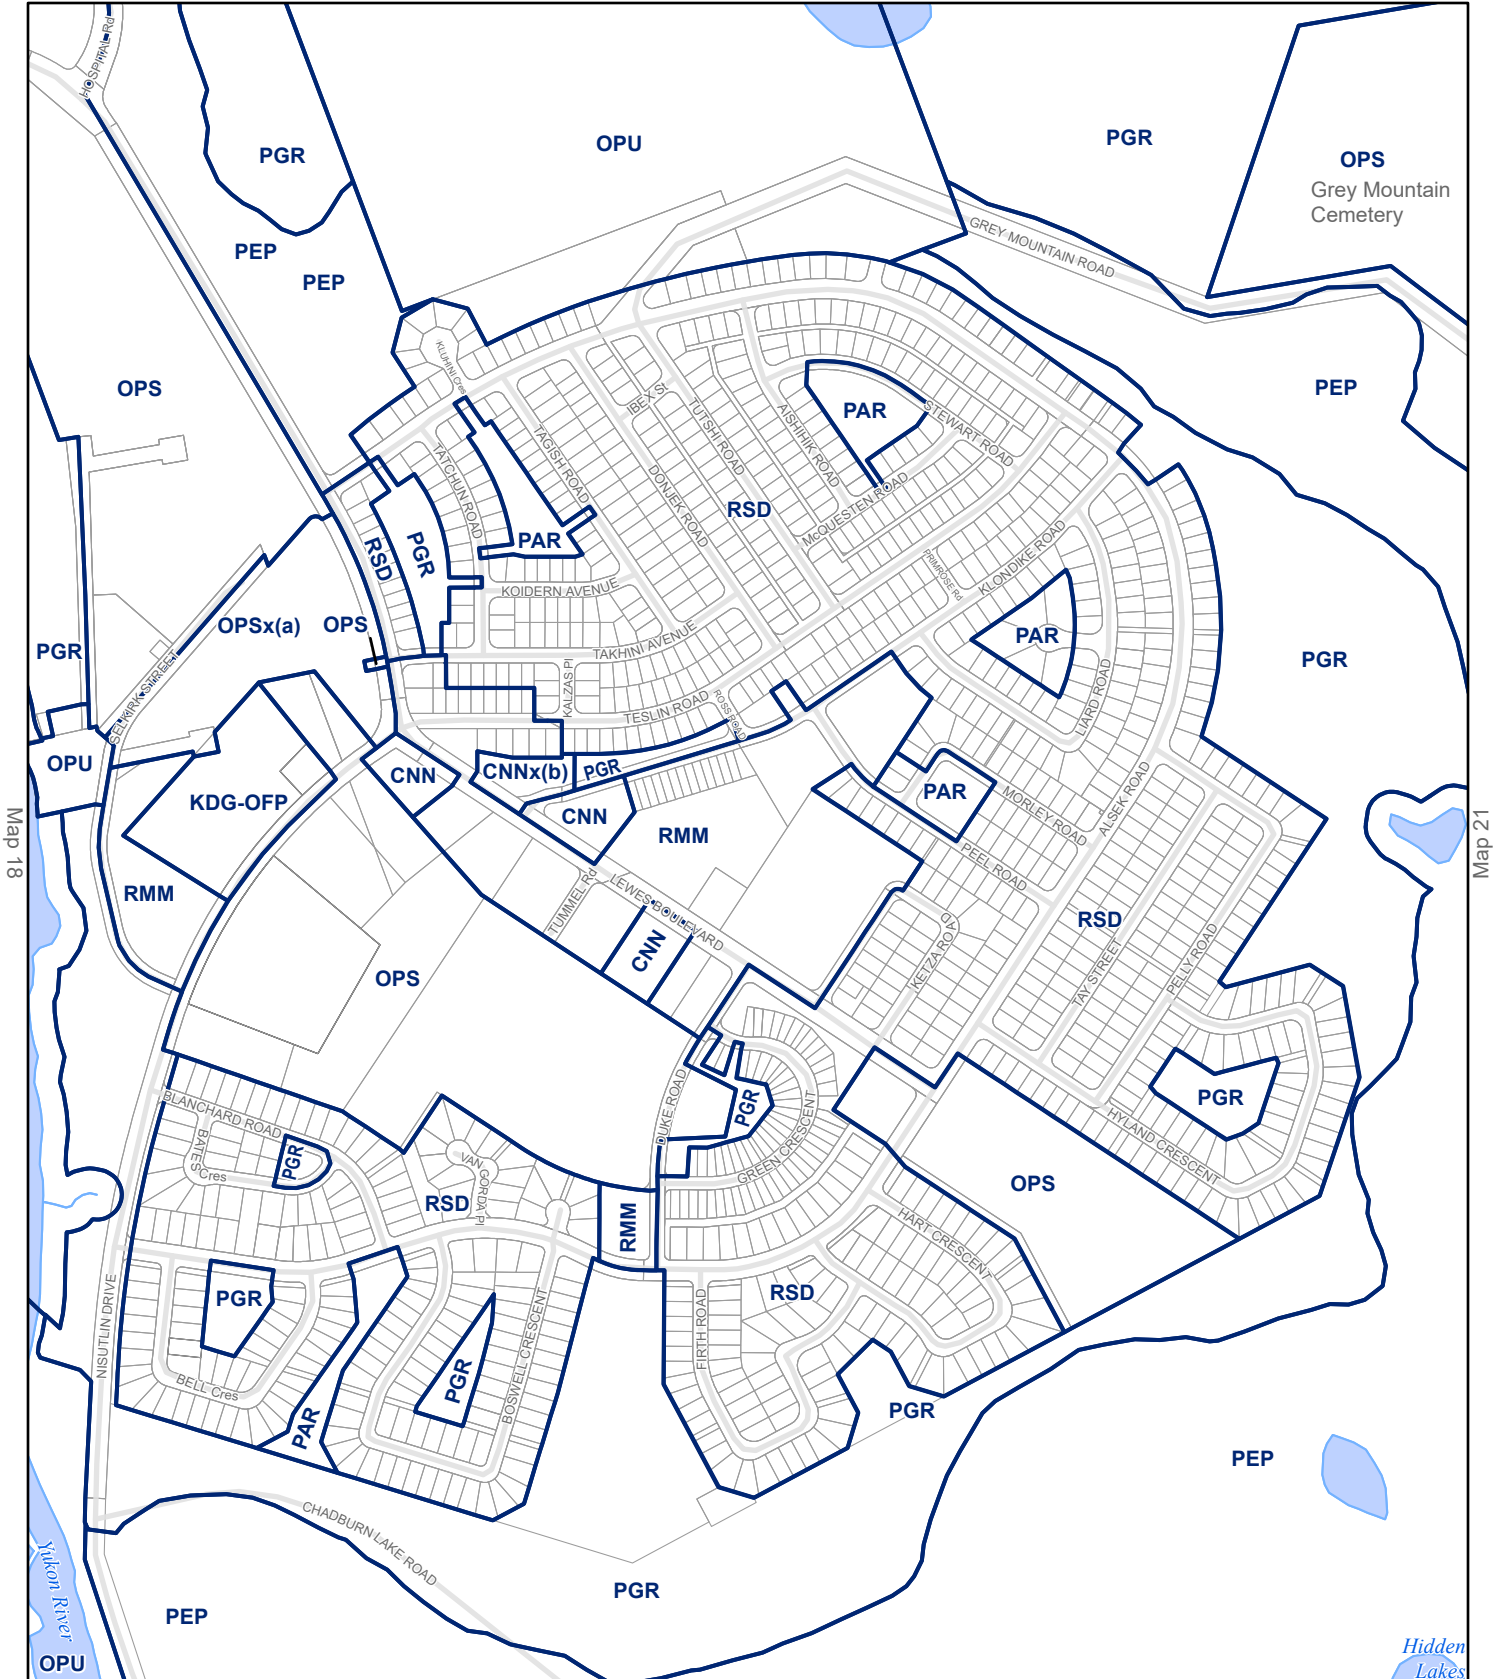 HOSPITAL Rd
PGR
OPU
PGR
OPS
Grey Mountain
Cemetery
PEP
PEP
GREY MOUNTAIN ROAD
KLUHINI Cres
OPS
PEP
IBEX St
TUTSHI ROAD
AISHIHIK ROAD
PAR
STEWART ROAD
TAGISH ROAD
TATCHUN ROAD
DONJEK ROAD
RSD
McQUESTEN ROAD
RSD
PGR
PAR
PRIMROSE Rd
KLONDIKE ROAD
KOIDERN AVENUE
OPSx(a)
OPS
PAR
TAKHINI AVENUE
PGR
PGR
SELKIRK STREET
KALZAS Pl
TESLIN ROAD
ROSS ROAD
LIARD ROAD
OPU
CNN
CNNx(b)
PGR
PAR
MORLEY ROAD
ALSEK ROAD
KDG-OFP
CNN
RMM
PEEL ROAD
Map 18
Map 21
RMM
TUMMEL Rd
LEWES BOULEVARD
CNN
KETZA ROAD
RSD
TAY STREET
PELLY ROAD
OPS
DUKE ROAD
PGR
GREEN CRESCENT
PGR
HYLAND CRESCENT
BLANCHARD ROAD
BATES
Cres
PGR
VAN GORDA Pl
RSD
RMM
OPS
HART CRESCENT
NISUTLIN DRIVE
PGR
BELL Cres
PAR
PGR
BOSWELL CRESCENT
FIRTH ROAD
RSD
PGR
PEP
CHADBURN LAKE ROAD
PGR
Yukon River
PEP
OPU
Hidden
Lakes